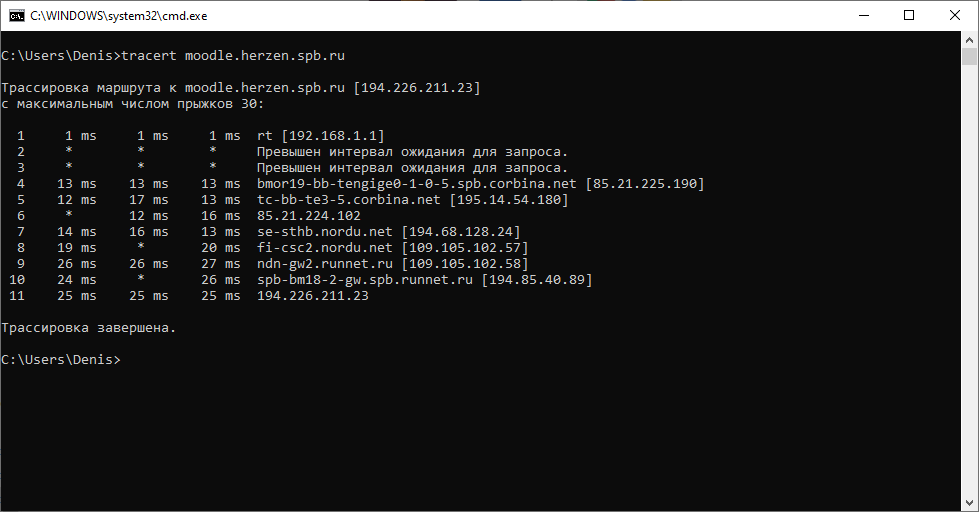 C:\WINDOWS\system32\cmd.exe
C:\Users\Denis>tracert moodle.herzen.spb.ru
Трассировка маршрута к moodle.herzen.spb.ru [194.226.211.23]
с максимальным числом прыжков 30:
1 1 ms 1 ms 1 ms rt [192.168.1.1]
2 * * * Превышен интервал ожидания для запроса.
3 * * * Превышен интервал ожидания для запроса.
4 13 ms 13 ms 13 ms bmor19-bb-tengige0-1-0-5.spb.corbina.net [85.21.225.190]
5 12 ms 17 ms 13 ms tc-bb-te3-5.corbina.net [195.14.54.180]
6 * 12 ms 16 ms 85.21.224.102
7 14 ms 16 ms 13 ms se-sthb.nordu.net [194.68.128.24]
8 19 ms * 20 ms fi-csc2.nordu.net [109.105.102.57]
9 26 ms 26 ms 27 ms ndn-gw2.runnet.ru [109.105.102.58]
10 24 ms * 26 ms spb-bm18-2-gw.spb.runnet.ru [194.85.40.89]
11 25 ms 25 ms 25 ms 194.226.211.23
Трассировка завершена.
C:\Users\Denis>